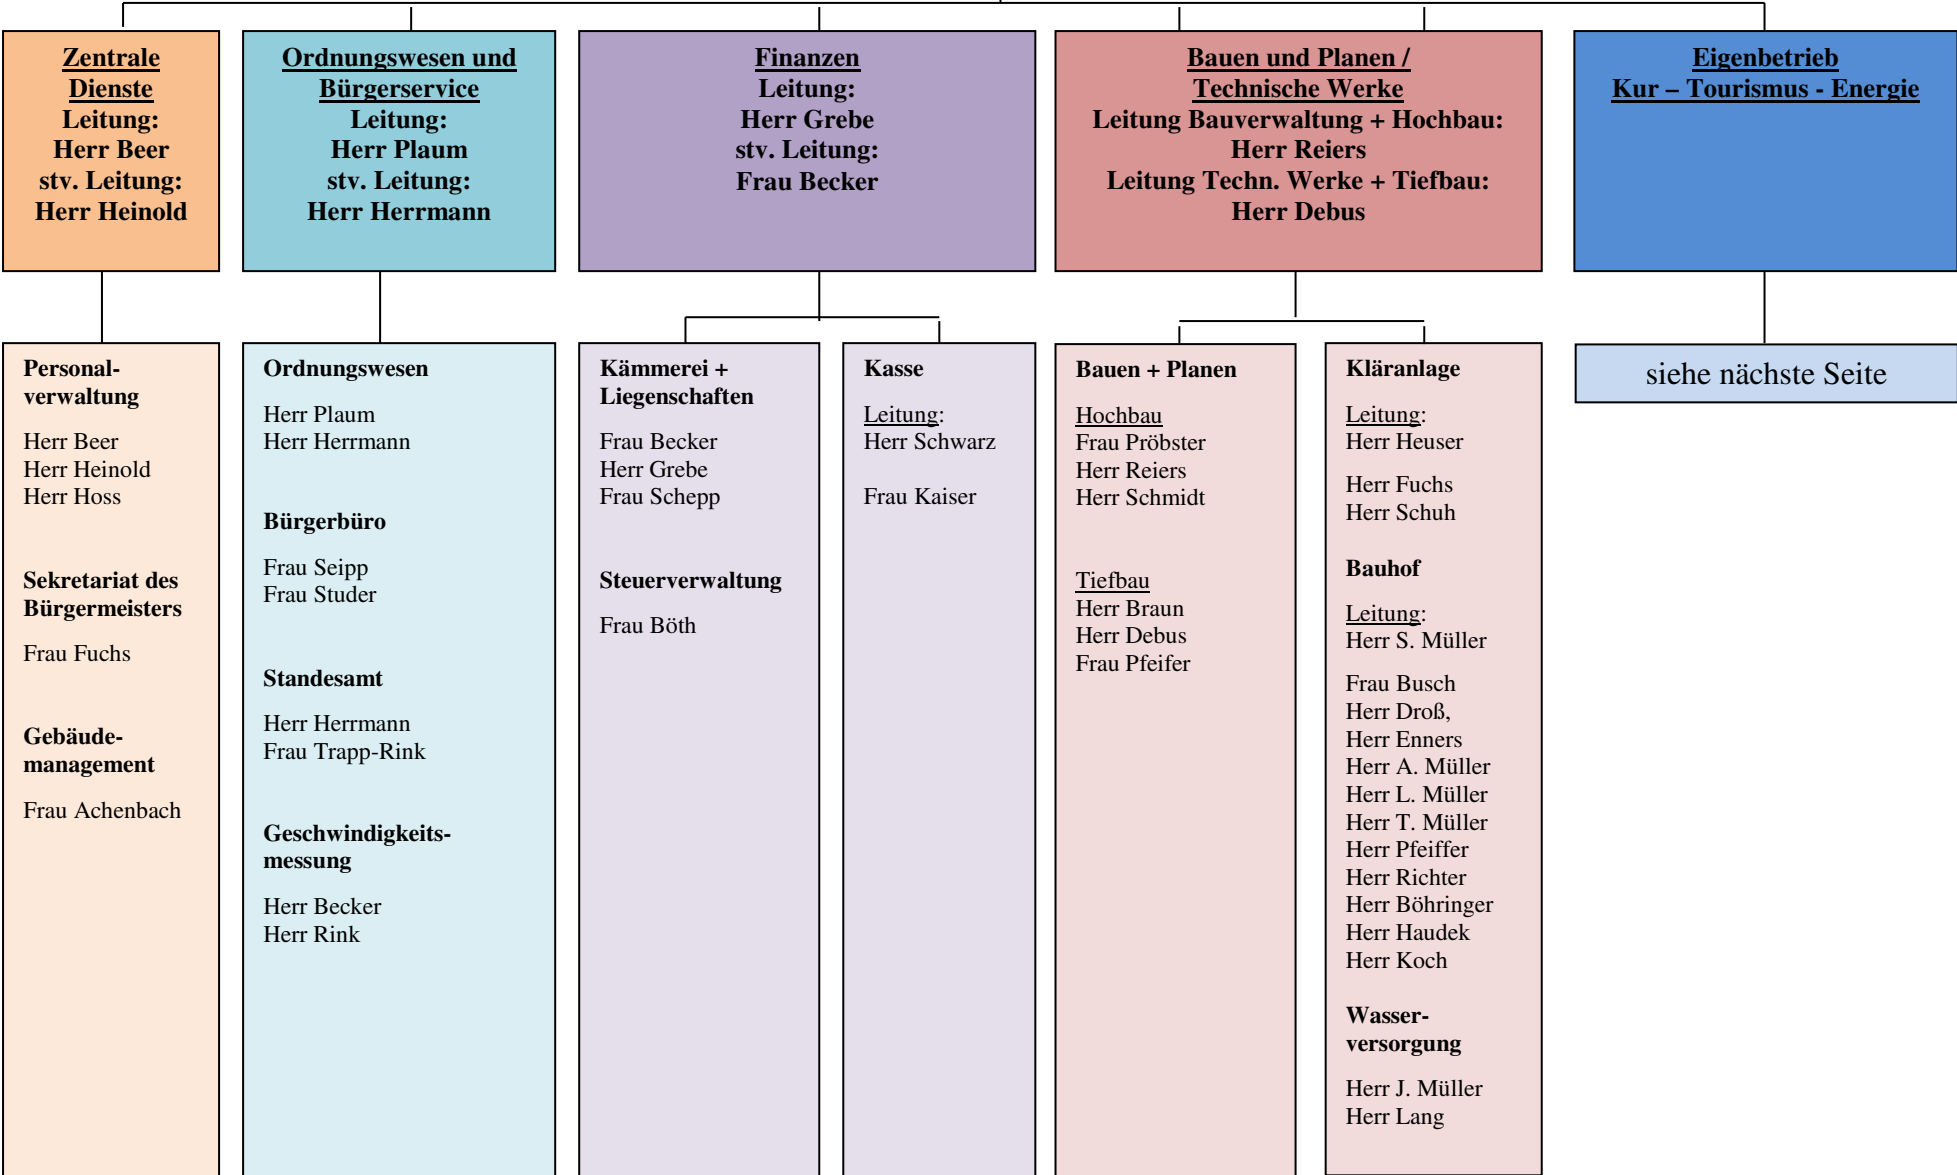 Zentrale
Dienste
Leitung:
Herr Beer
stv. Leitung:
Herr Heinold
Ordnungswesen und
Bürgerservice
Leitung:
Herr Plaum
stv. Leitung:
Herr Herrmann
Finanzen
Leitung:
Herr Grebe
stv. Leitung:
Frau Becker
Bauen und Planen /
Technische Werke
Leitung Bauverwaltung + Hochbau:
Herr Reiers
Leitung Techn. Werke + Tiefbau:
Herr Debus
Eigenbetrieb
Kur – Tourismus - Energie
Personal-
verwaltung
Herr Beer
Herr Heinold
Herr Hoss
Sekretariat des
Bürgermeisters
Frau Fuchs
Gebäude-
management
Frau Achenbach
Ordnungswesen
Herr Plaum
Herr Herrmann
Bürgerbüro
Frau Seipp
Frau Studer
Standesamt
Herr Herrmann
Frau Trapp-Rink
Geschwindigkeits-
messung
Herr Becker
Herr Rink
Kämmerei +
Liegenschaften
Frau Becker
Herr Grebe
Frau Schepp
Steuerverwaltung
Frau Böth
Kasse
Leitung:
Herr Schwarz
Frau Kaiser
Bauen + Planen
Hochbau
Frau Pröbster
Herr Reiers
Herr Schmidt
Tiefbau
Herr Braun
Herr Debus
Frau Pfeifer
Kläranlage
Leitung:
Herr Heuser
Herr Fuchs
Herr Schuh
Bauhof
Leitung:
Herr S. Müller
Frau Busch
Herr Droß,
Herr Enners
Herr A. Müller
Herr L. Müller
Herr T. Müller
Herr Pfeiffer
Herr Richter
Herr Böhringer
Herr Haudek
Herr Koch
Wasser-
versorgung
Herr J. Müller
Herr Lang
siehe nächste Seite